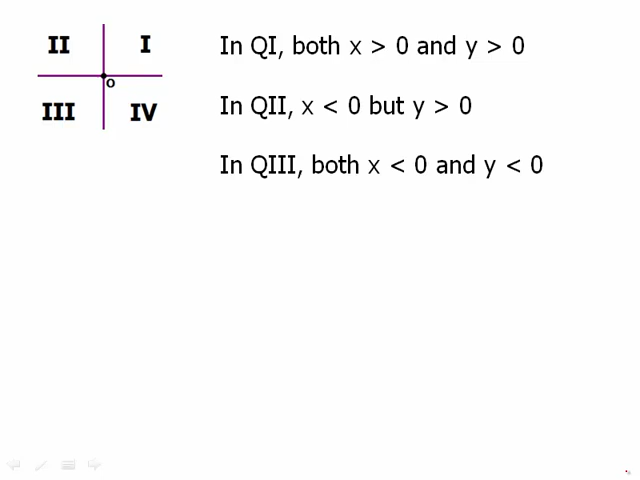 II I
O
III IV
In QI, both x > 0 and y > 0
In QII, x < 0 but y > 0
In QIII, both x < 0 and y < 0